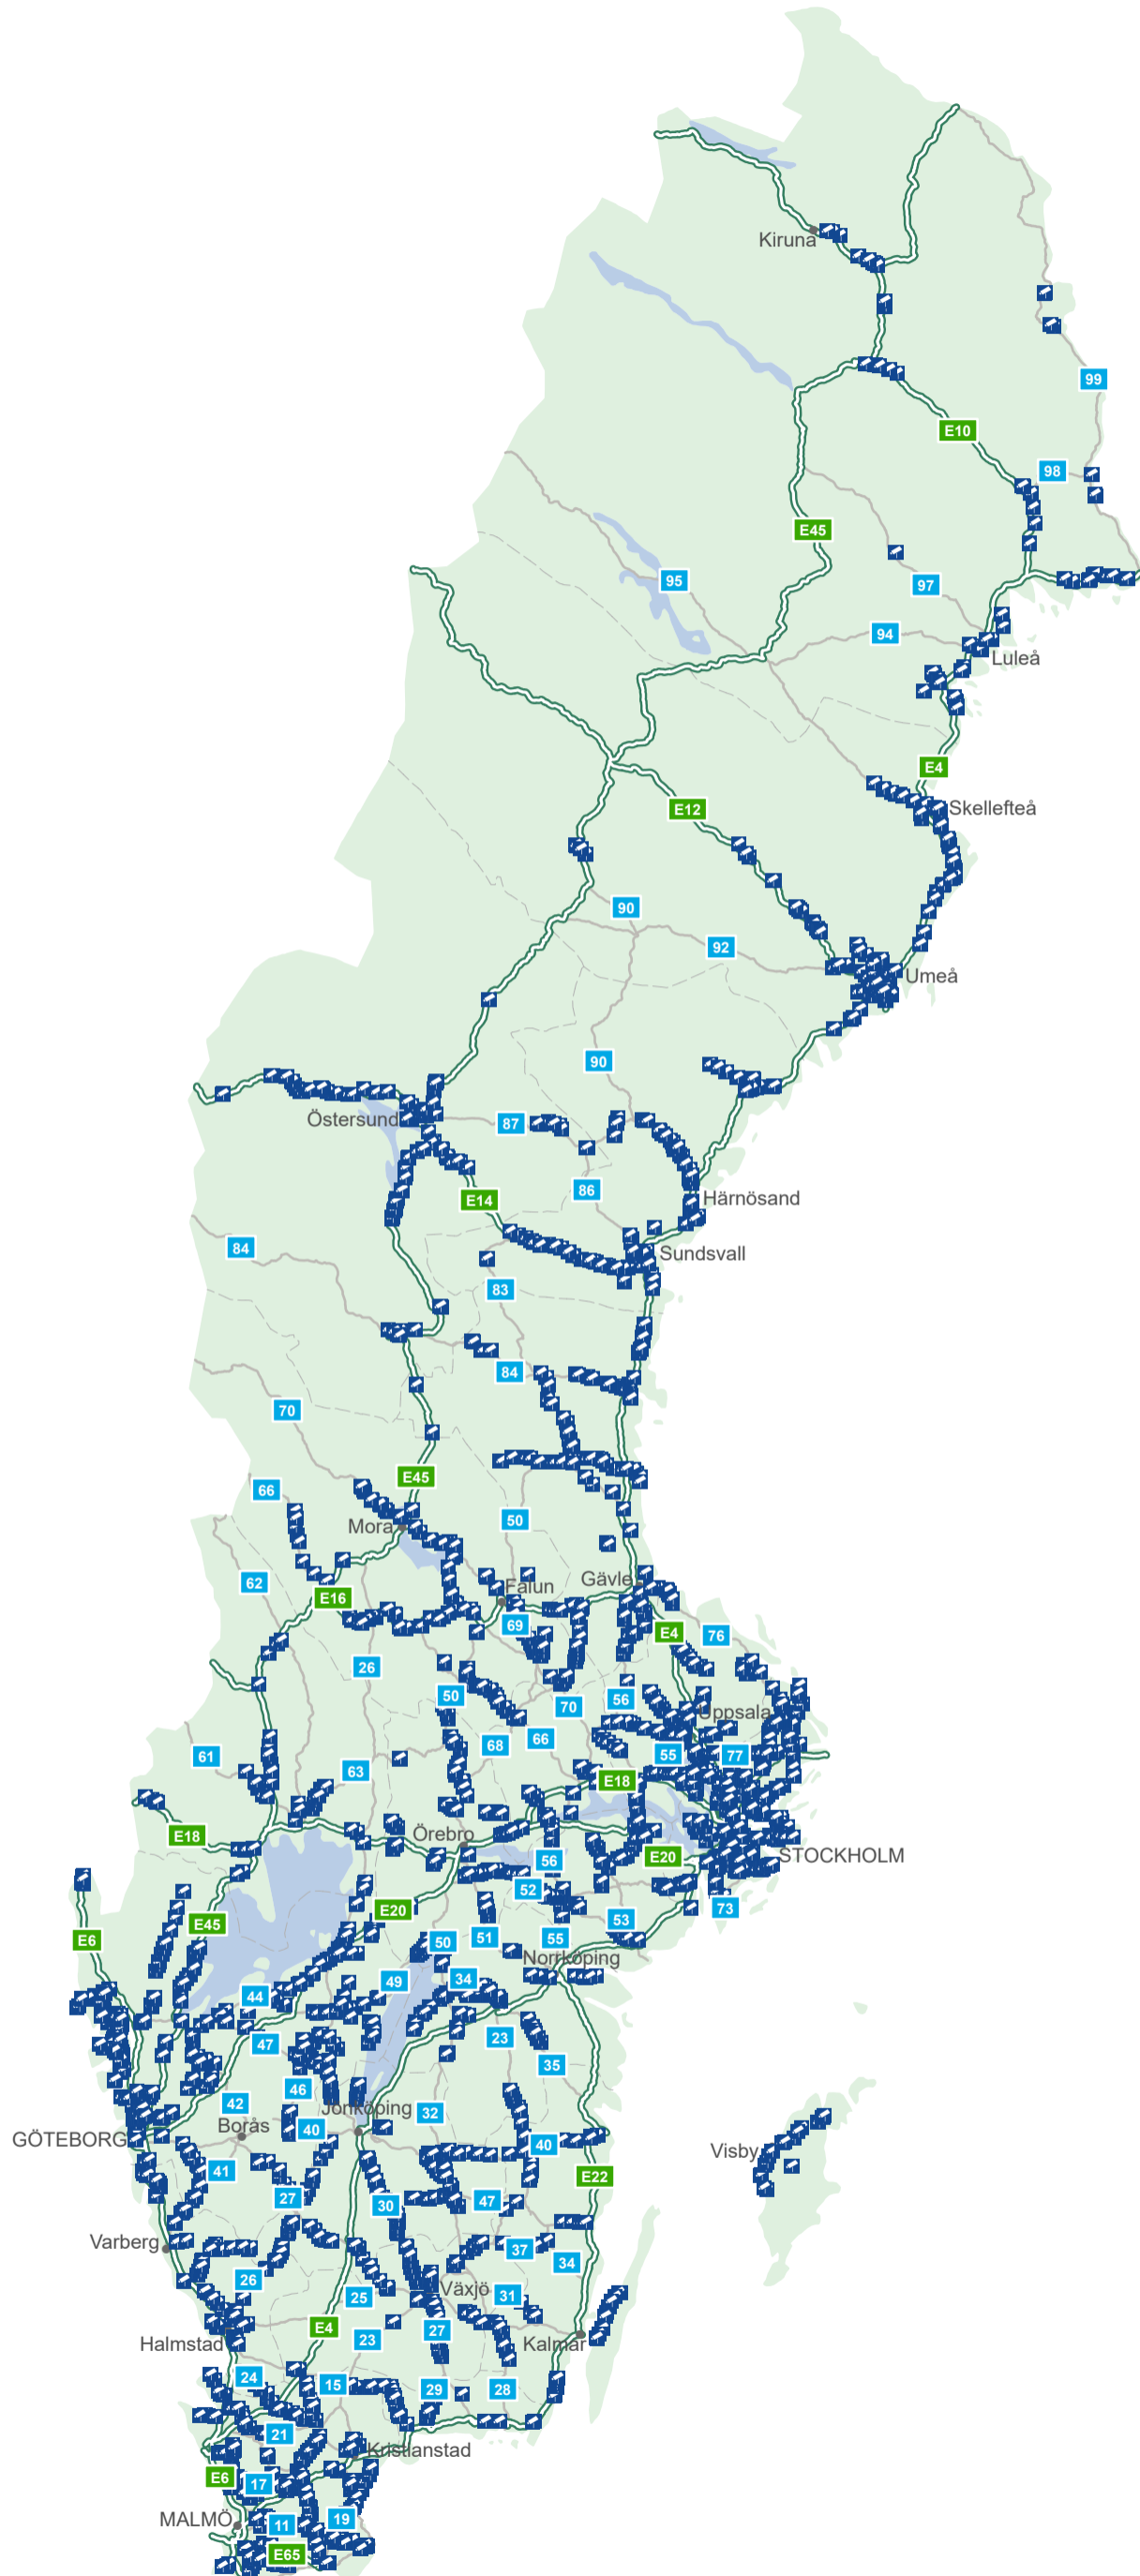 Kiruna
99
E10
98
E45
95
97
94
Luleå
E4
E12
Skellefteå
90
92
Umeå
90
Östersund
87
86
E14
Härnösand
84
Sundsvall
83
84
70
E45
66
50
Mora
62
Falun
Gävle
E16
69
E4
76
26
50
56
70
Uppsala
68
66
61
55
77
63
E18
E18
Örebro
STOCKHOLM
56
E20
52
E20
73
E45
53
E6
51
55
50
Norrköping
34
49
44
23
47
35
46
42
32
Jönköping
Borås
40
GÖTEBORG
40
Visby
41
E22
27
30
47
Varberg
37
34
26
Växjö
31
25
E4
27
23
Halmstad
Kalmar
24
15
29
28
21
Kristianstad
E6
17
MALMÖ
19
11
E65